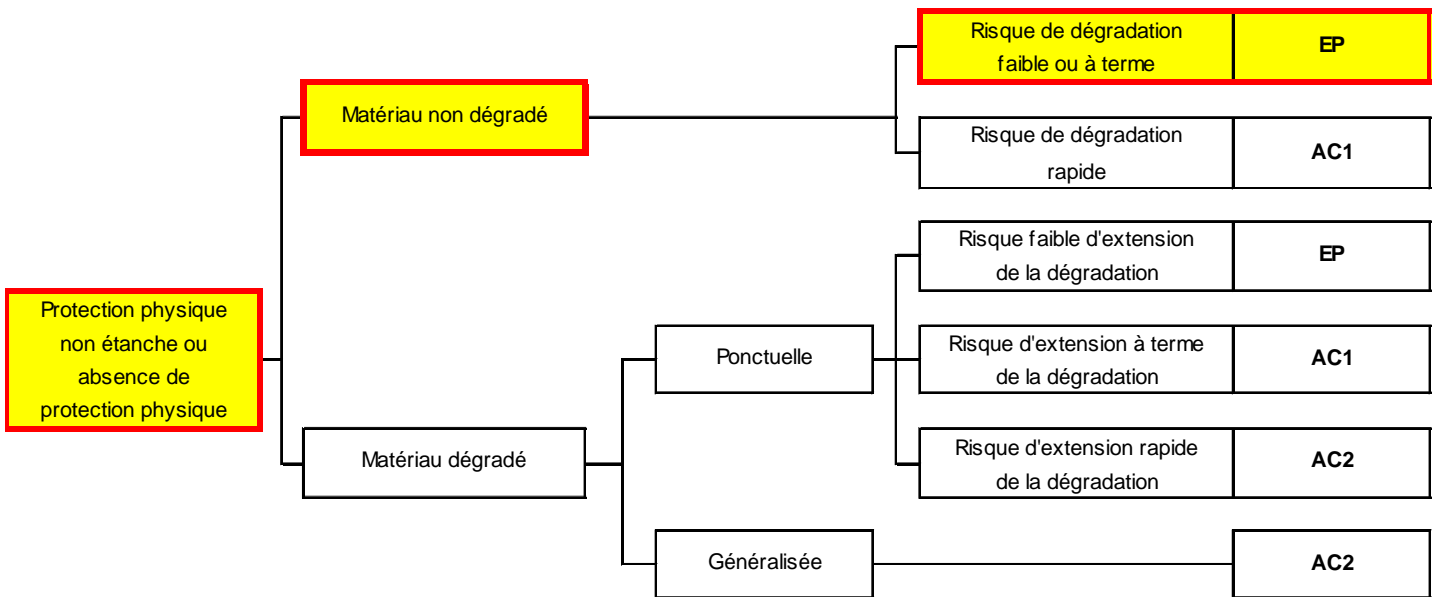 Risque de dégradation
faible ou à terme
EP
Matériau non dégradé
Risque de dégradation
rapide
AC1
Risque faible d'extension
de la dégradation
EP
Protection physique
non étanche ou
absence de
protection physique
Ponctuelle
Risque d'extension à terme
de la dégradation
AC1
Matériau dégradé
Risque d'extension rapide
de la dégradation
AC2
Généralisée
AC2